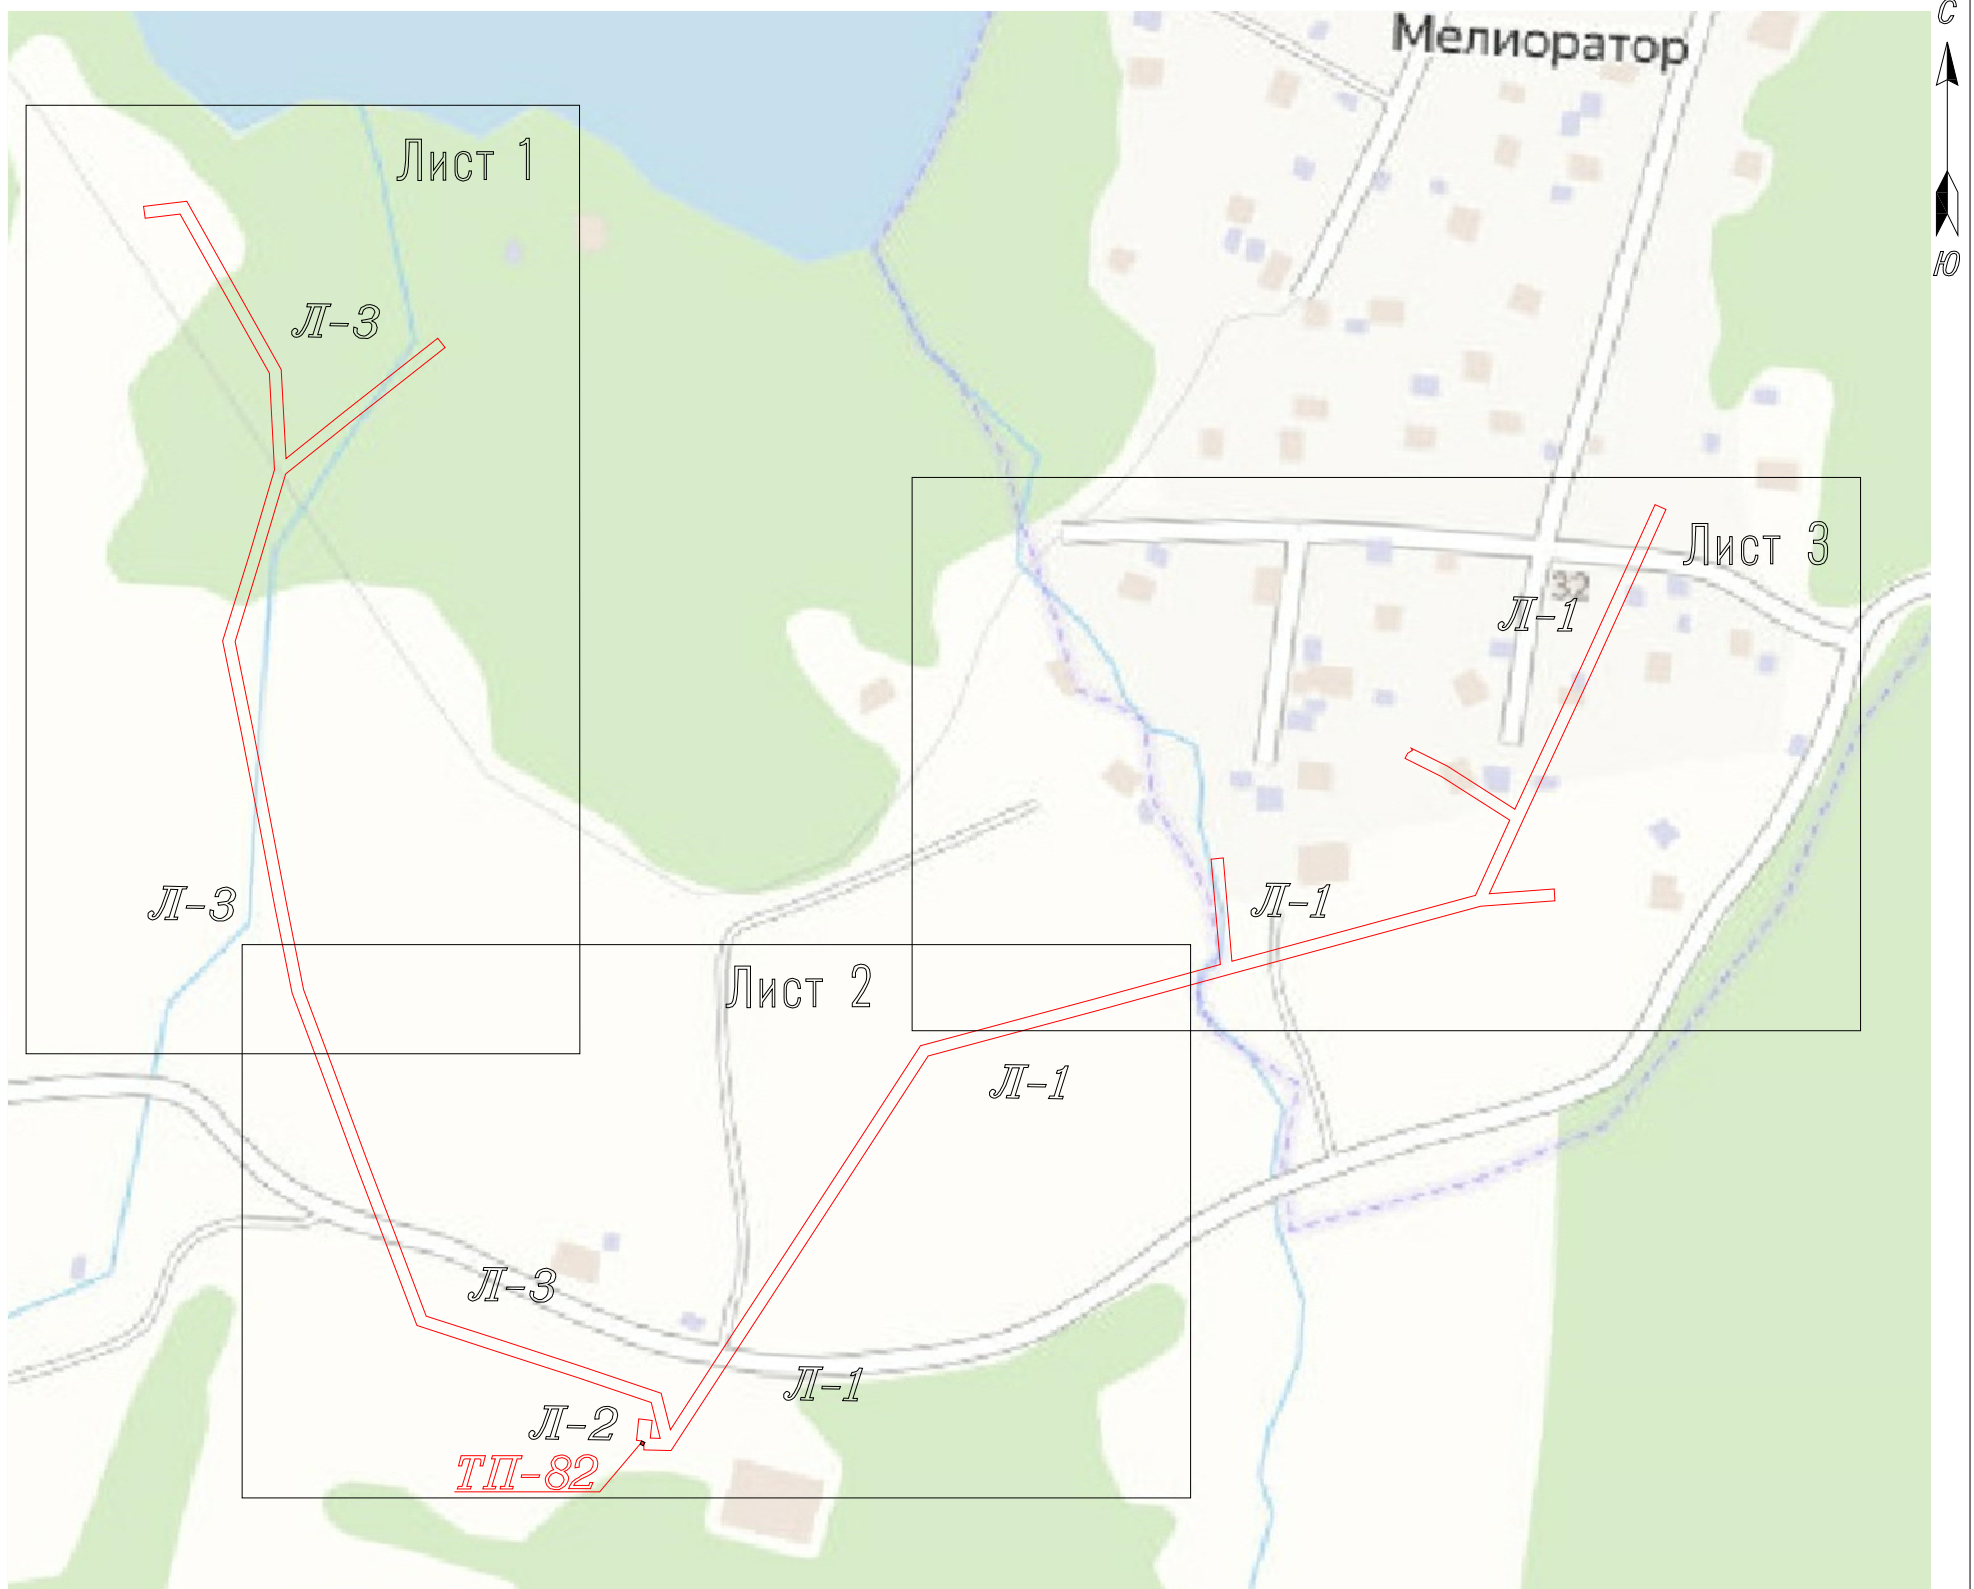 С
Мелиоратор
Ю
Лист 1
Л-3
Лист 3
32
Л-1
Л-3
Л-1
Лист 2
Л-1
Л-3
Л-1
Л-2
ТП-82